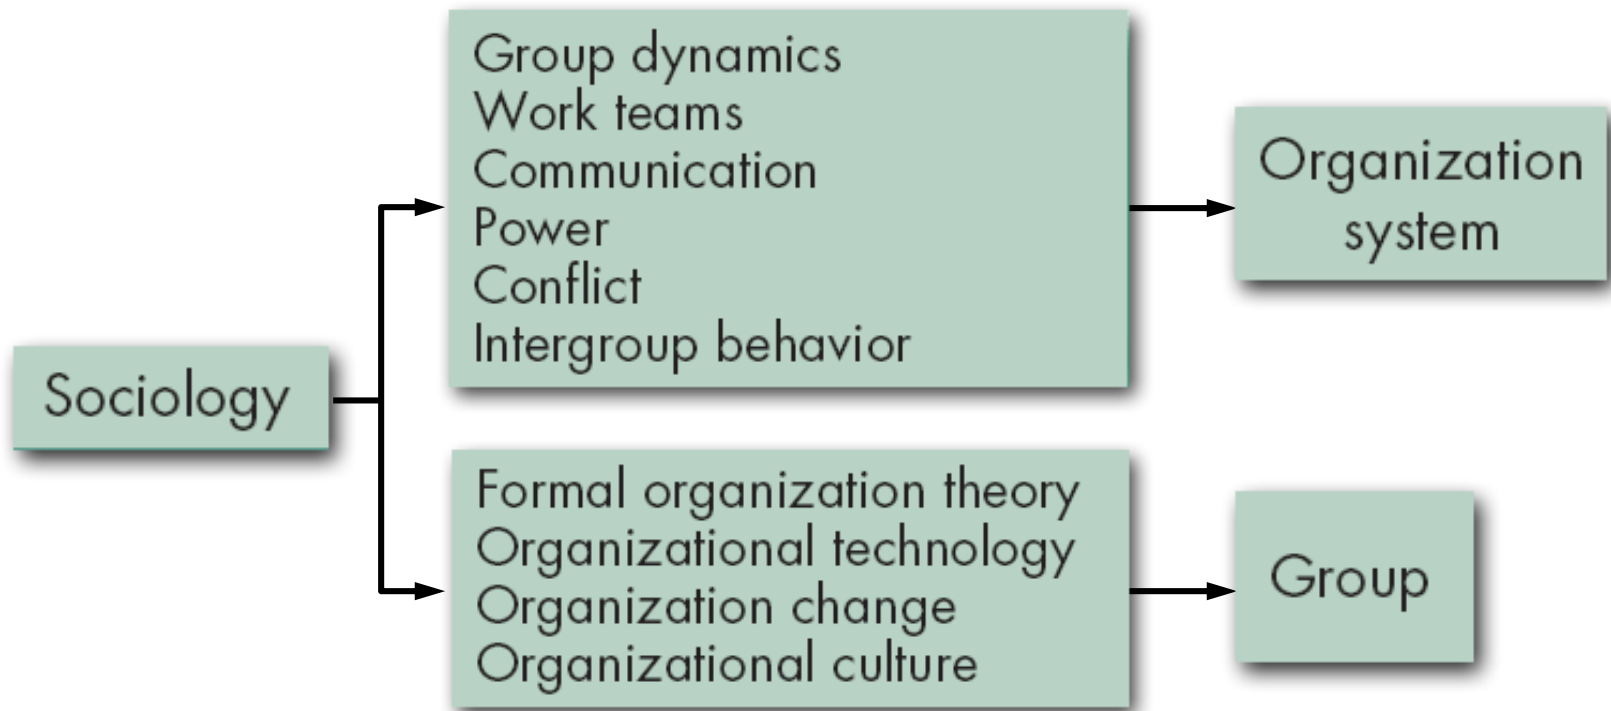 Sociology
Group dynamics
Work teams
Communication
Power
Conflict
Intergroup behavior
Organization
system
Formal organization theory
Organizational technology
Organization change
Organizational culture
Group